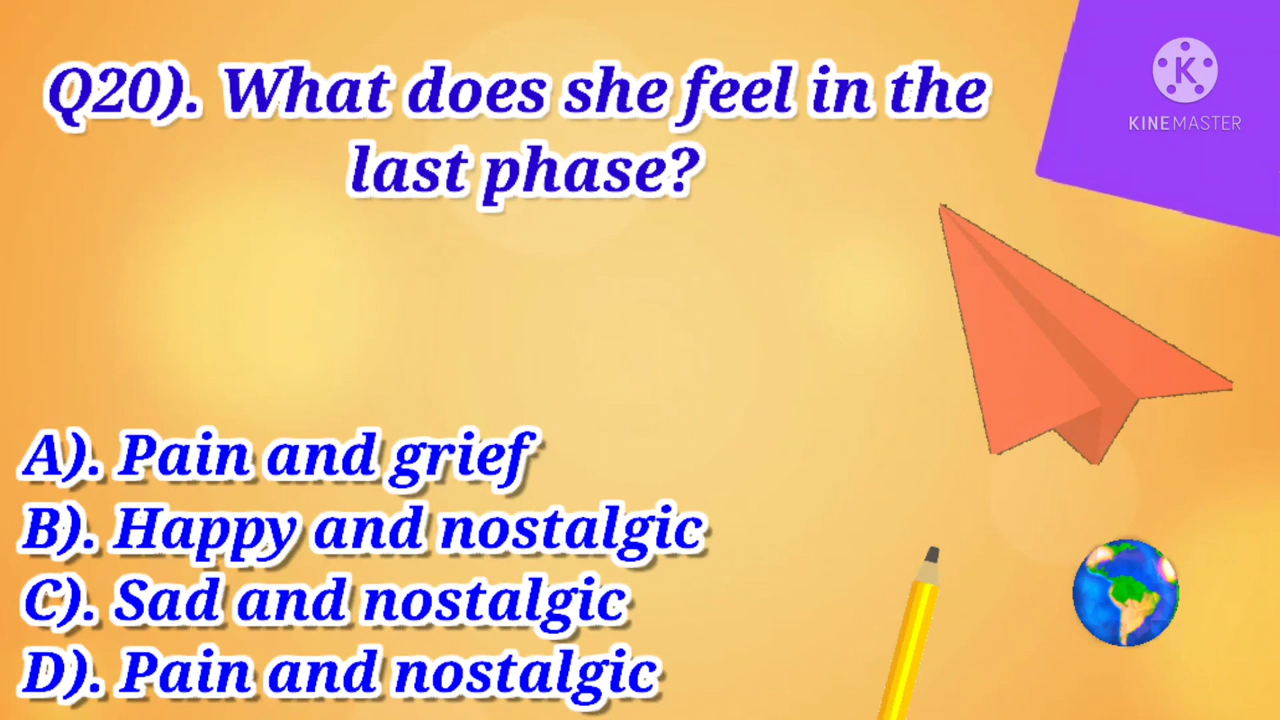 Q20). What does she feel in the
last phase?
K
KINEMASTER
A). Pain and grief
B). Happy and nostalgic
C). Sad and nostalgic
D). Pain and nostalgic